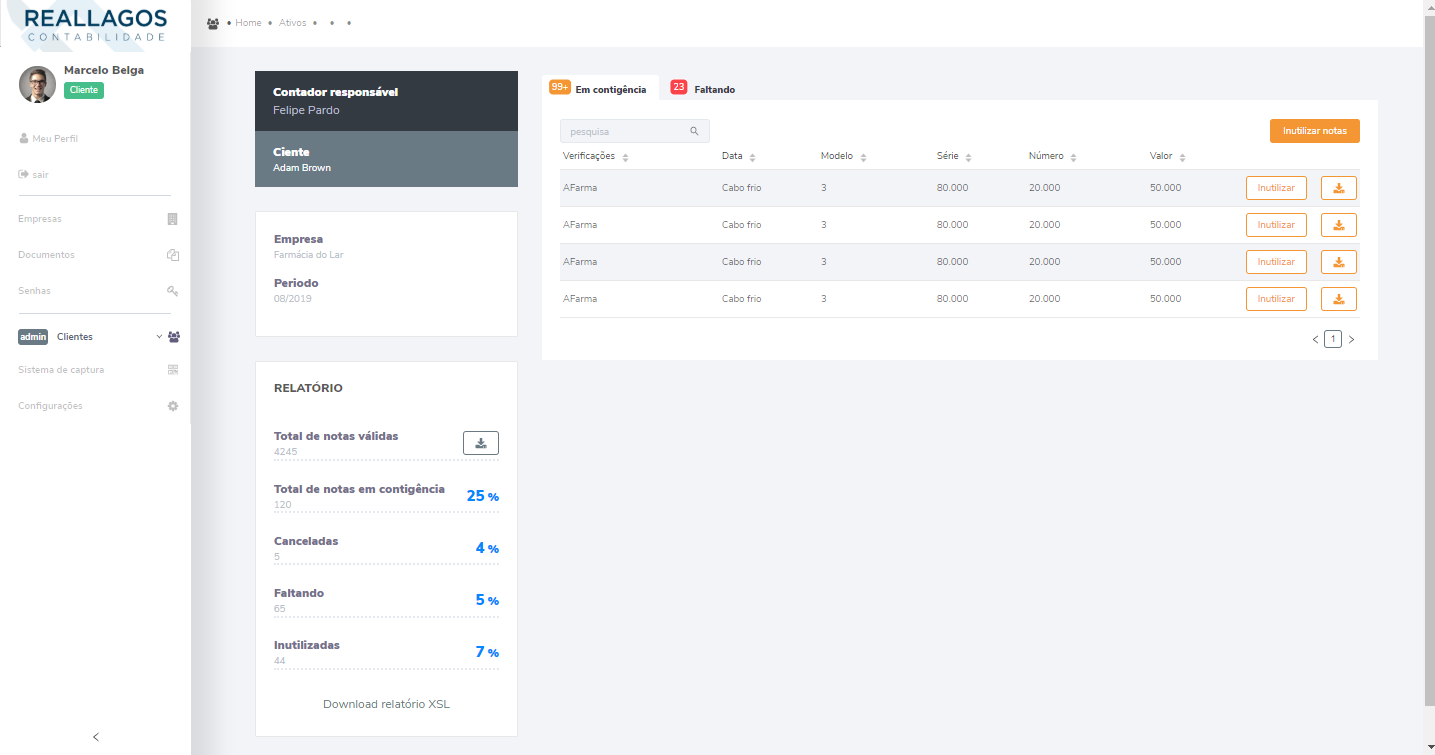 REALLAGOS
CONTABILIDADE
Marcelo Belga
Cliente
Meu Perfil
sair
Empresas
Documentos
Senhas
admin Clientes
Sistema de captura
Configurações
Home • Ativos • • •
Contador responsável
Felipe Pardo
Ciente
Adam Brown
Empresa
Farmácia do Lar
Periodo
08/2019
RELATÓRIO
Total de notas válidas
4245
Total de notas em contigência
120
25 %
Canceladas
5
4 %
Faltando
65
5 %
Inutilizadas
44
7 %
Download relatório XSL
99+ Em contigência 23 Faltando
pesquisa
Inutilizar notas
Verificações Data Modelo Série Número Valor
AFarma Cabo frio 3 80.000 20.000 50.000 Inutilizar
AFarma Cabo frio 3 80.000 20.000 50.000 Inutilizar
AFarma Cabo frio 3 80.000 20.000 50.000 Inutilizar
AFarma Cabo frio 3 80.000 20.000 50.000 Inutilizar
< 1 >